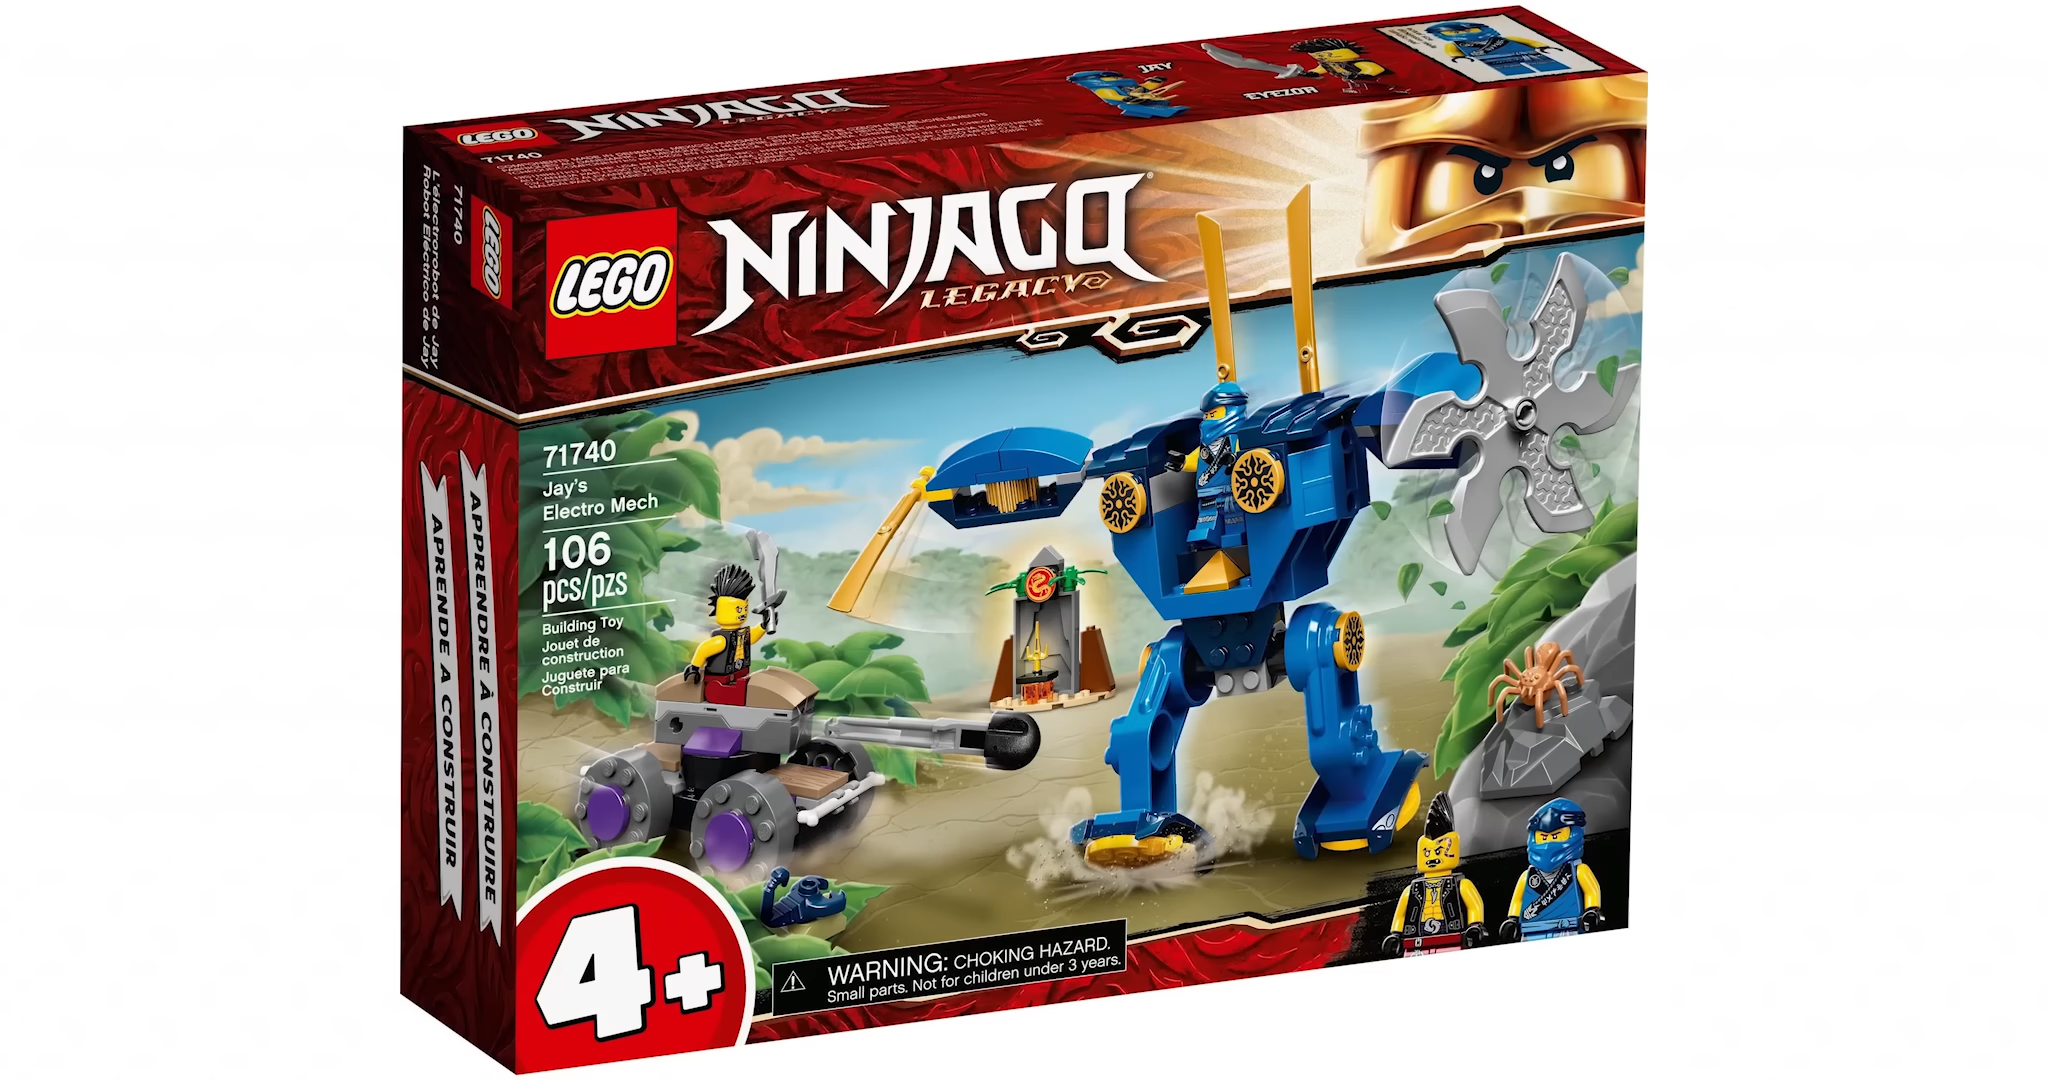 LEGO NINJAGO
LEGACY
71740
JAY
EYEZOR
71740
L'électrorobot de Jay
Robot Eléctrico de Jay
LEGO
LEGO
NINJAGO®
LEGACY
71740
Jay's
Electro Mech
106
pcs/pzs
Building Toy
Jouet de
construction
Juguete para
Construir
APPRENDRE À CONSTRUIRE
APRENDE A CONSTRUIR
4+
WARNING: CHOKING HAZARD.
Small parts. Not for children under 3 years.